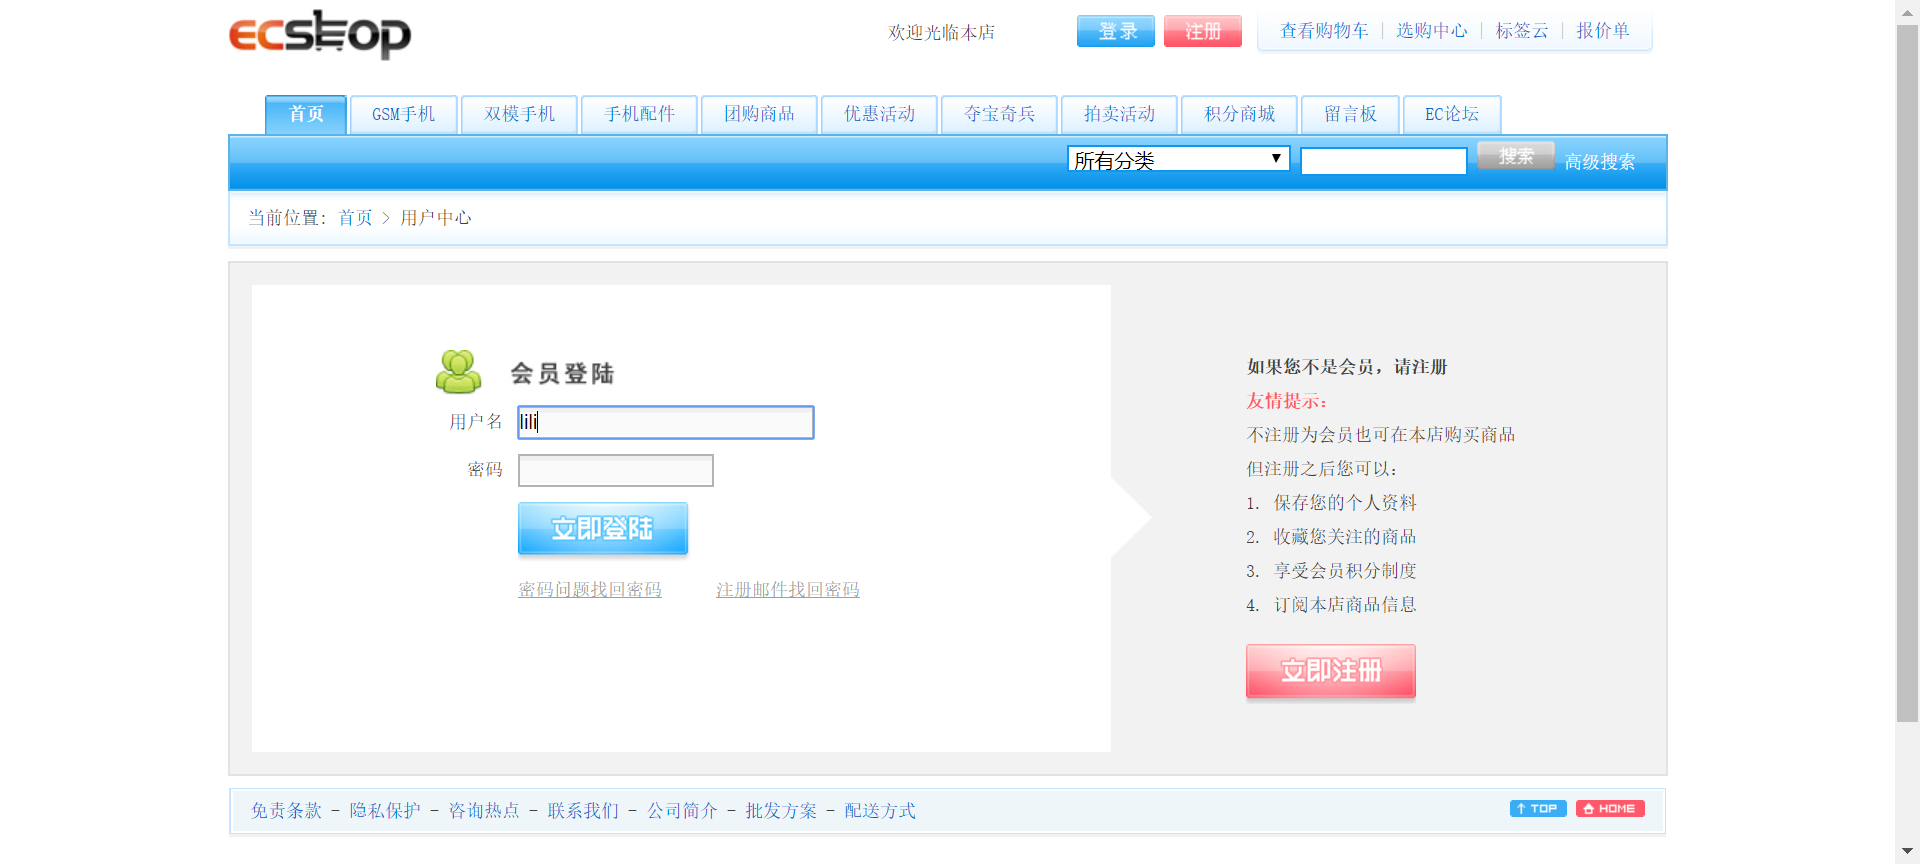 ecshop
欢迎光临本店
登录
注册
查看购物车 | 选购中心 | 标签云 | 报价单
首页 GSM手机 双模手机 手机配件 团购商品 优惠活动 夺宝奇兵 拍卖活动 积分商城 留言板 EC论坛
所有分类
搜索
高级搜索
当前位置: 首页 > 用户中心
会员登陆
用户名 lili
密码
立即登陆
密码问题找回密码 注册邮件找回密码
如果您不是会员，请注册
友情提示：
不注册为会员也可在本店购买商品
但注册之后您可以：
1. 保存您的个人资料
2. 收藏您关注的商品
3. 享受会员积分制度
4. 订阅本店商品信息
立即注册
免责条款 - 隐私保护 - 咨询热点 - 联系我们 - 公司简介 - 批发方案 - 配送方式
TOP
HOME